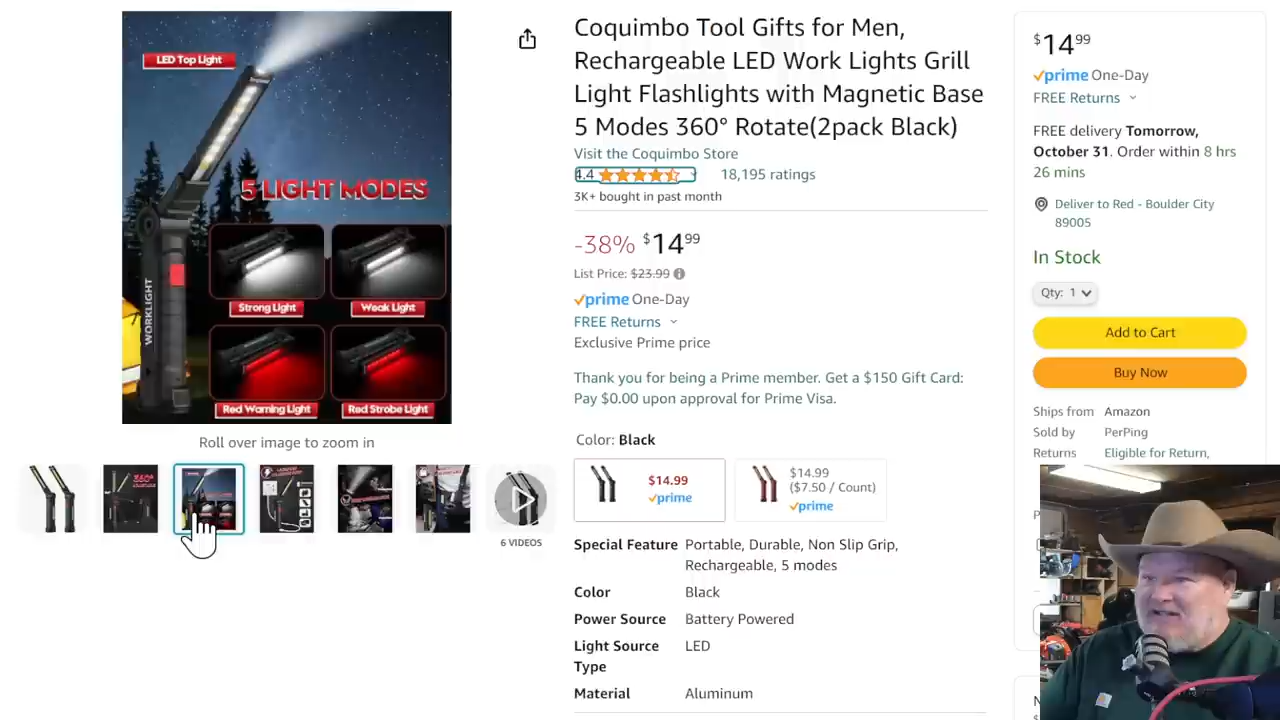 LED Top Light
5 LIGHT MODES
WORKLIGHT
Strong Light
Weak Light
Red Warning Light
Red Strobe Light
Roll over image to zoom in
360°
6 VIDEOS
Coquimbo Tool Gifts for Men,
Rechargeable LED Work Lights Grill
Light Flashlights with Magnetic Base
5 Modes 360° Rotate(2pack Black)
Visit the Coquimbo Store
4.4
18,195 ratings
3K+ bought in past month
-38% $14 99
List Price: $23.99
prime One-Day
FREE Returns
Exclusive Prime price
Thank you for being a Prime member. Get a $150 Gift Card:
Pay $0.00 upon approval for Prime Visa.
Color: Black
$14.99
prime
$14.99
($7.50 / Count)
prime
Special Feature Portable, Durable, Non Slip Grip,
Rechargeable, 5 modes
Color Black
Power Source Battery Powered
Light Source LED
Type
Material Aluminum
$14 99
prime One-Day
FREE Returns
FREE delivery Tomorrow,
October 31. Order within 8 hrs
26 mins
Deliver to Red - Boulder City
89005
In Stock
Qty: 1
Add to Cart
Buy Now
Ships from Amazon
Sold by PerPing
Returns Eligible for Return,